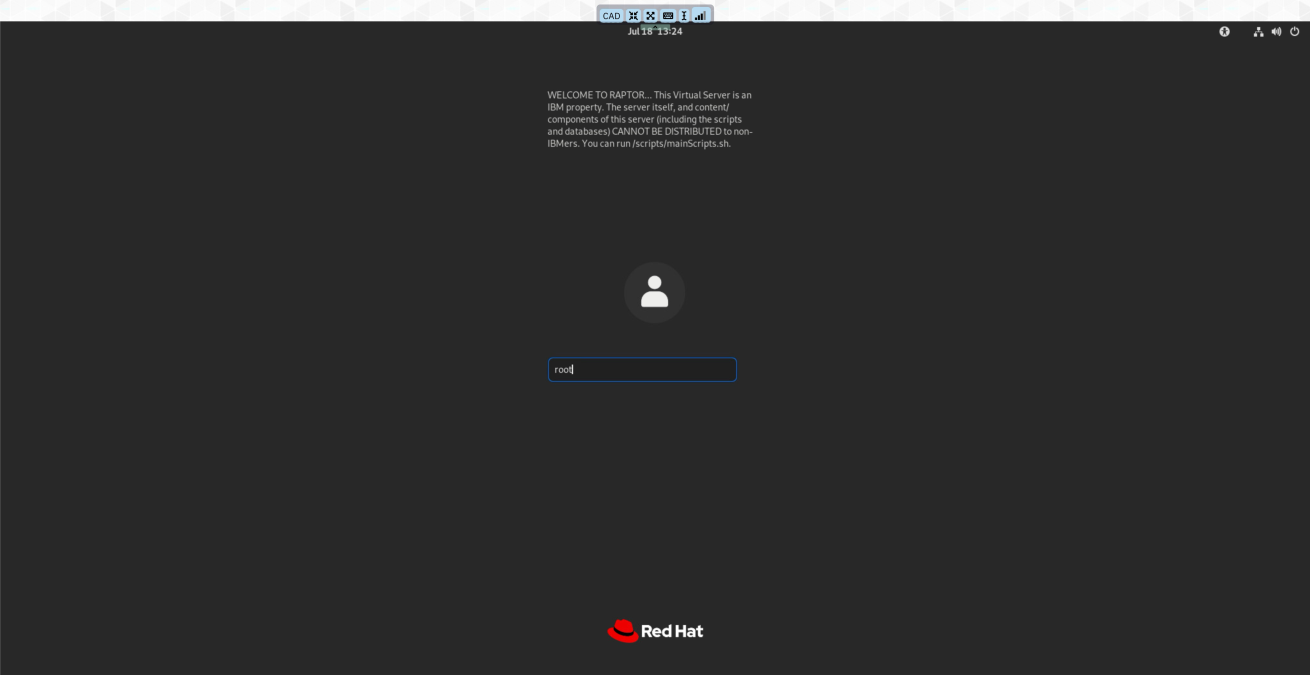 CAD
Jul 18 13:24
WELCOME TO RAPTOR... This Virtual Server is an
IBM property. The server itself, and content/
components of this server (including the scripts
and databases) CANNOT BE DISTRIBUTED to non-
IBMers. You can run /scripts/mainScripts.sh.
root
Red Hat